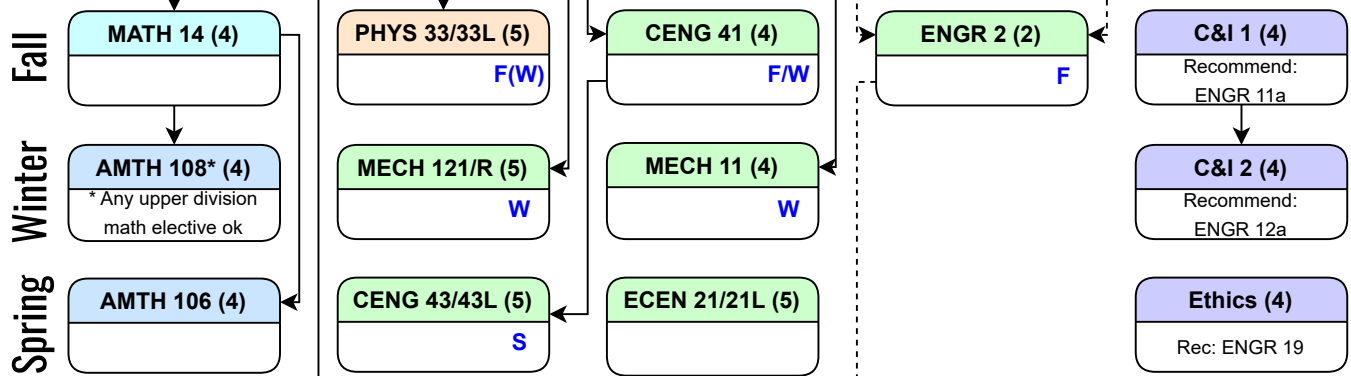 Fall
MATH 14 (4)
PHYS 33/33L (5)
F(W)
CENG 41 (4)
F/W
ENGR 2 (2)
F
C&I 1 (4)
Recommend:
ENGR 11a
Winter
AMTH 108* (4)
* Any upper division
math elective ok
MECH 121/R (5)
W
MECH 11 (4)
W
C&I 2 (4)
Recommend:
ENGR 12a
Spring
AMTH 106 (4)
CENG 43/43L (5)
S
ECEN 21/21L (5)
Ethics (4)
Rec: ENGR 19